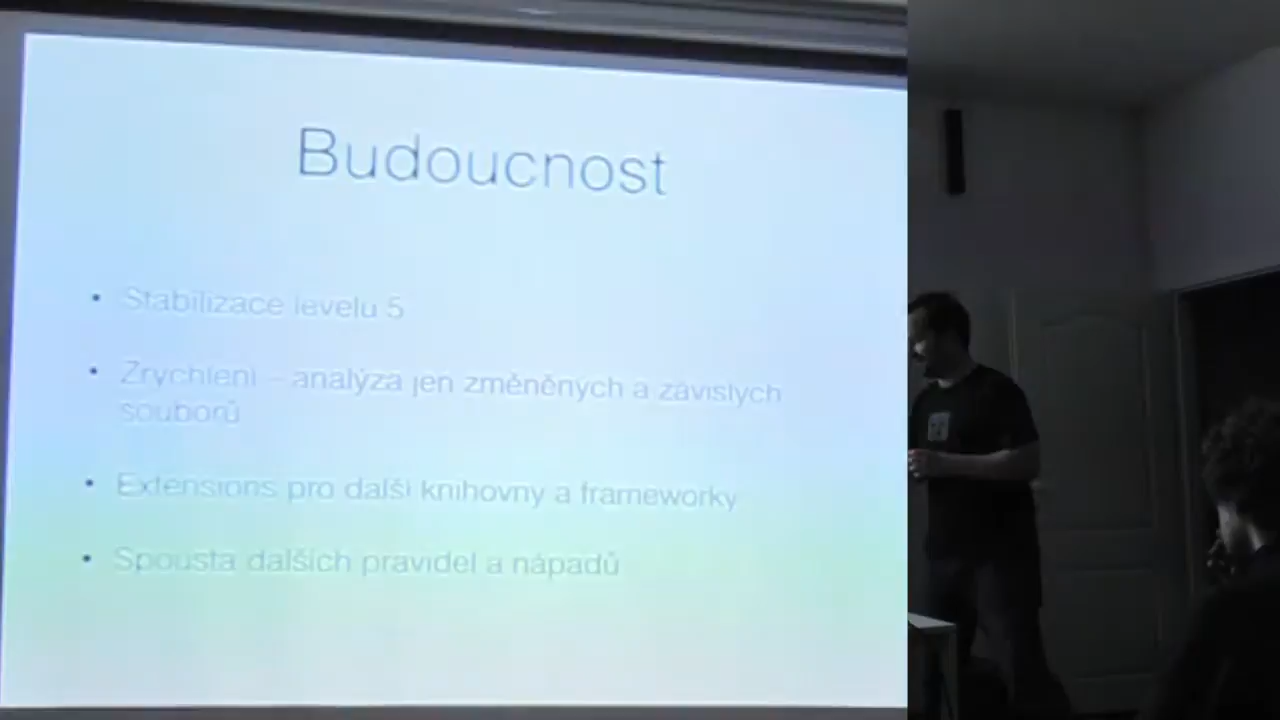 Budoucnost
• Stabilizace levelu 5
• Zrychlení – analýza jen změněných a závislých
souborů
• Extensions pro další knihovny a frameworky
• Spousta dalších pravidel a nápadů